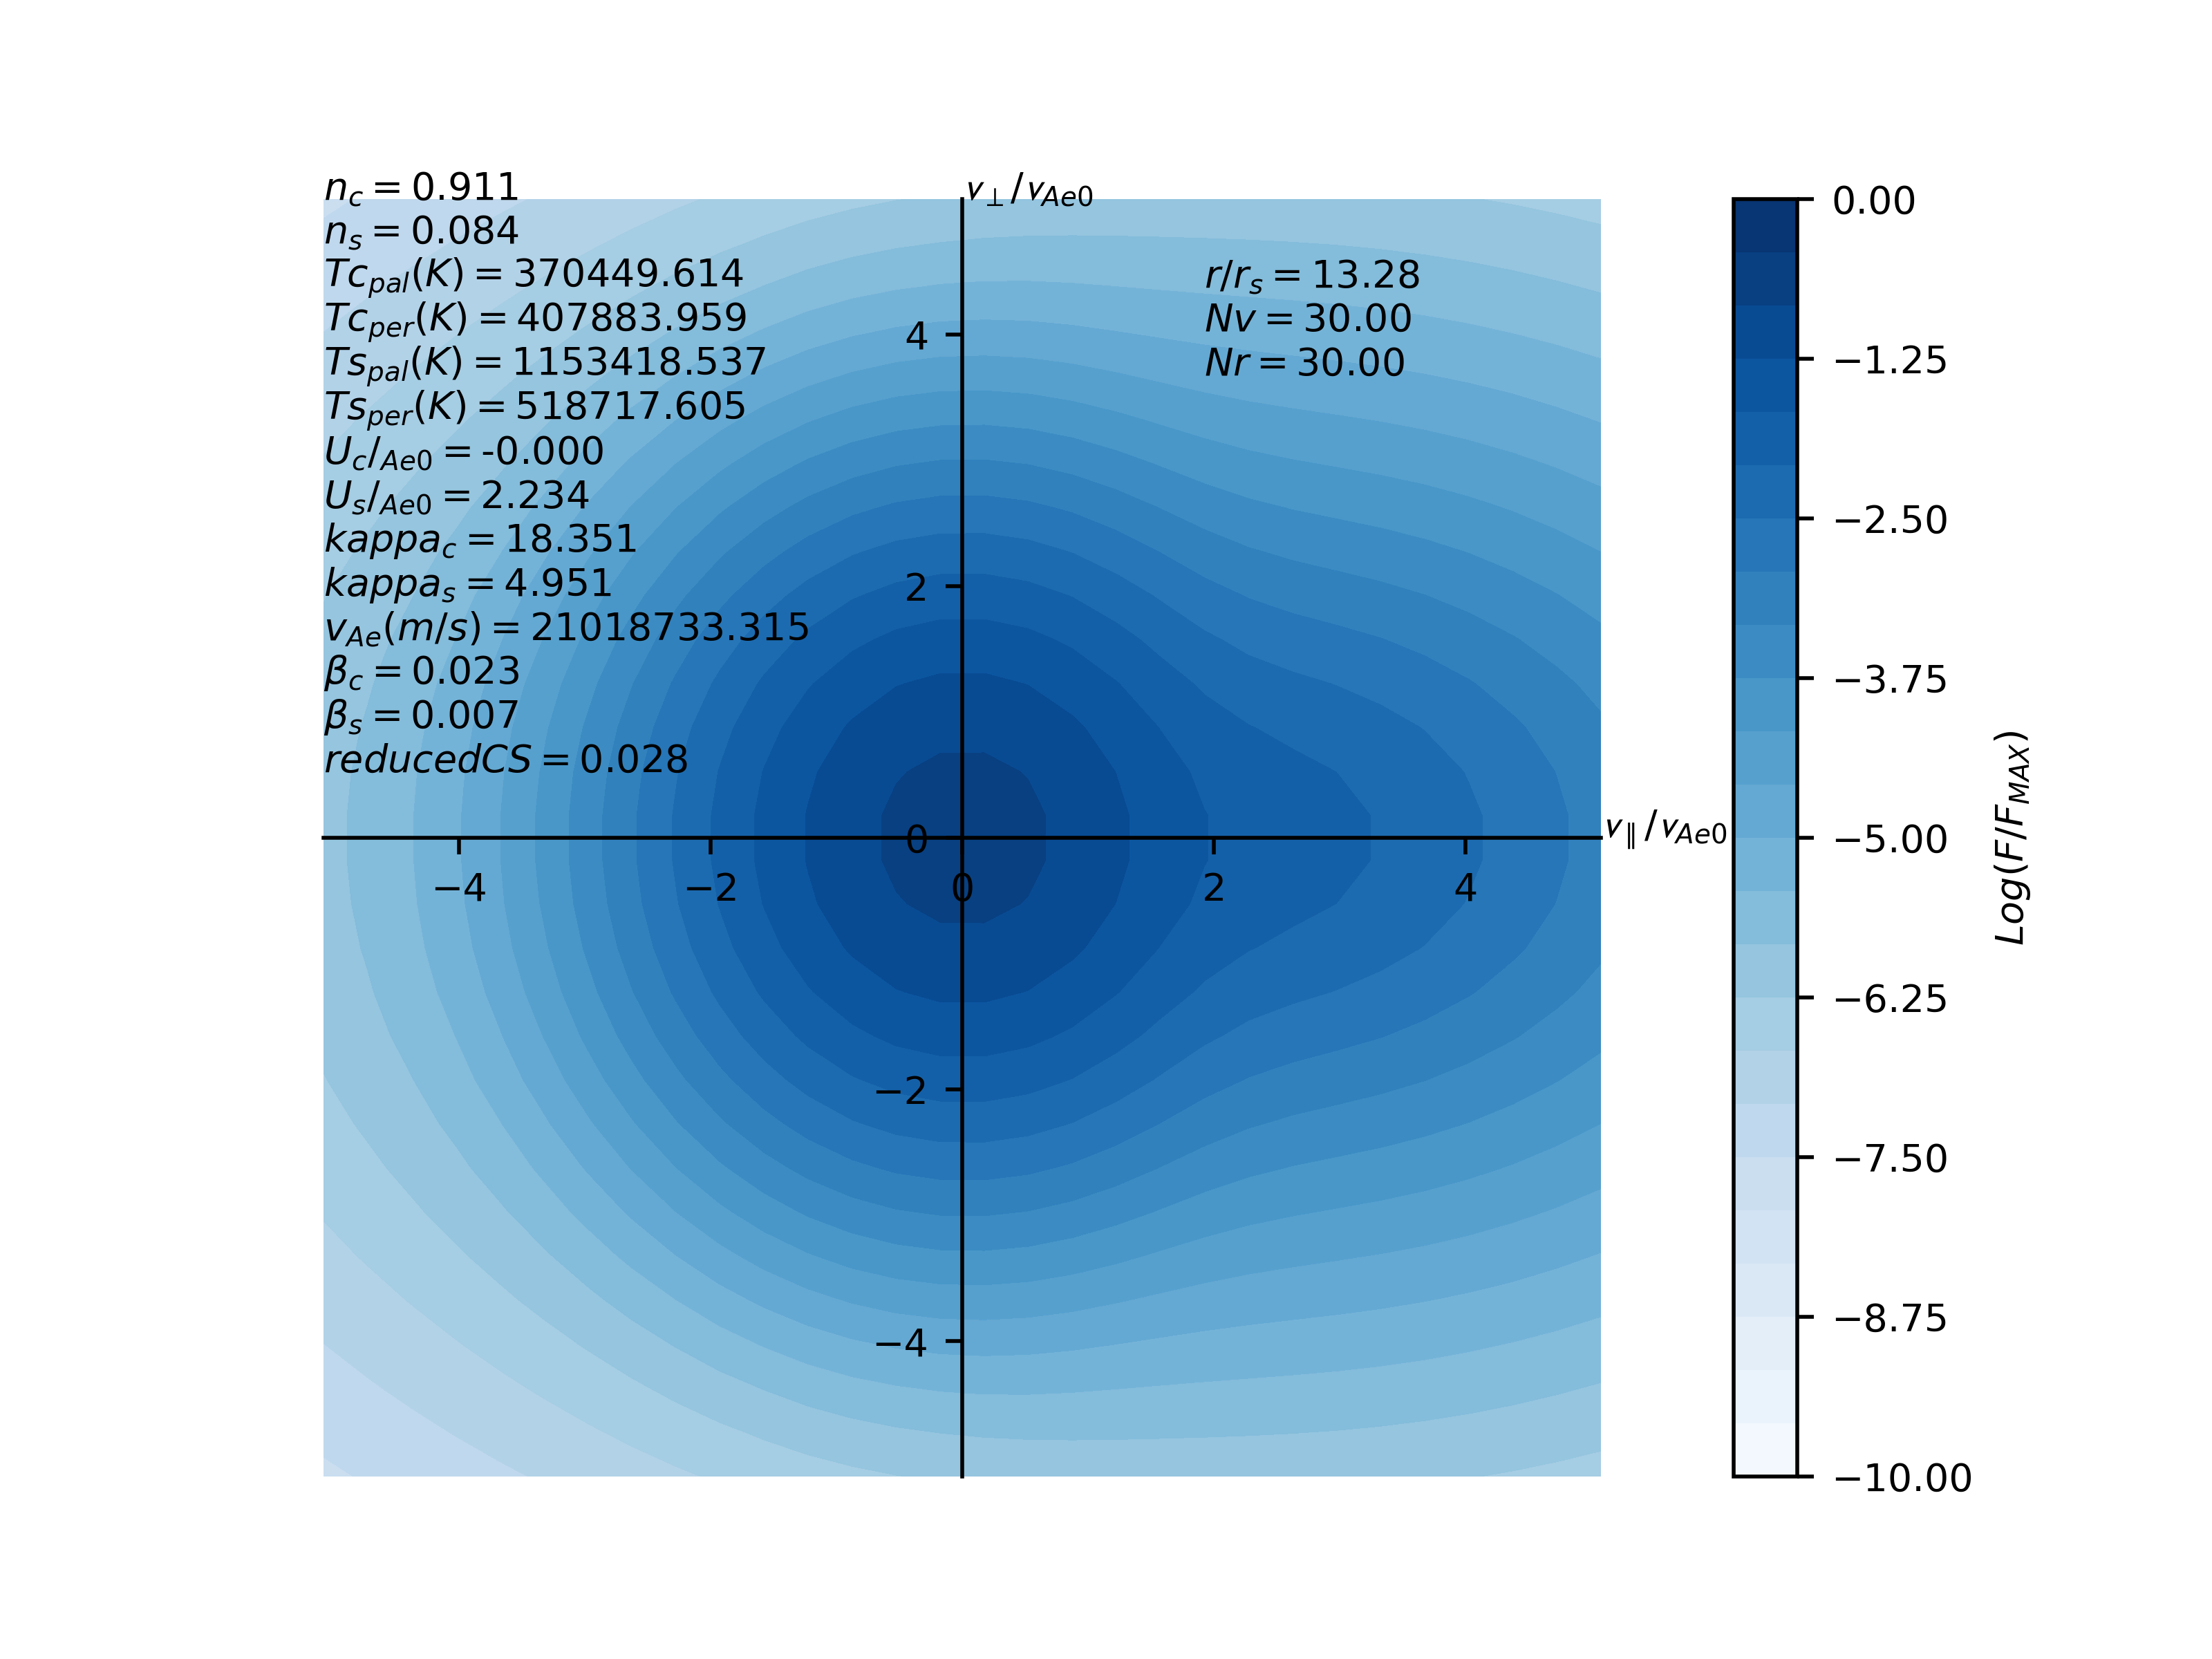 n_c = 0.911
n_s = 0.084
Tc_pal(K) = 370449.614
Tc_per(K) = 407883.959
Ts_pal(K) = 1153418.537
Ts_per(K) = 518717.605
U_c/_Ae0 = -0.000
U_s/_Ae0 = 2.234
kappa_c = 18.351
kappa_s = 4.951
v_Ae(m/s) = 21018733.315
β_c = 0.023
β_s = 0.007
reducedCS = 0.028
v_⊥/v_Ae0
r/r_s = 13.28
Nv = 30.00
Nr = 30.00
4
2
0
−2
−4
−4
−2
0
2
4
v_∥/v_Ae0
0.00
−1.25
−2.50
−3.75
−5.00
−6.25
−7.50
−8.75
−10.00
Log(F/F_MAX)